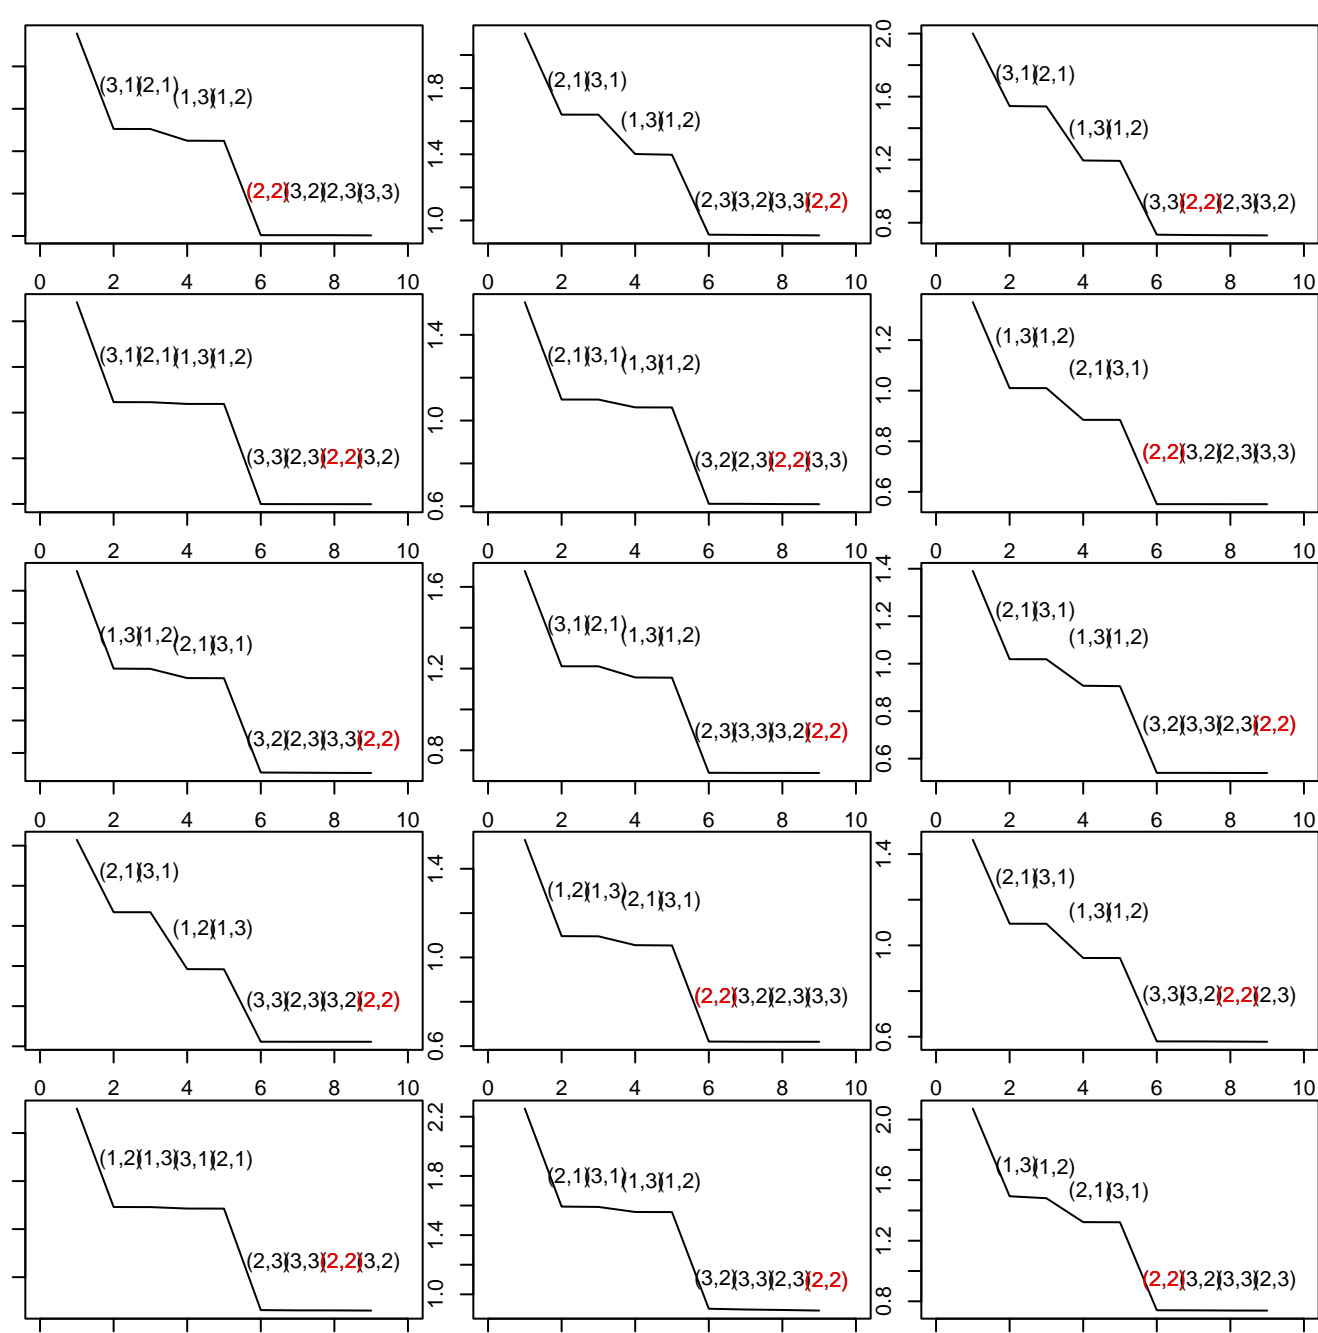 2.0
(3,1)(2,1) (2,1)(3,1) (3,1)(2,1)
(1,3)(1,2) 1.8 (1,3)(1,2) 1.6 (1,3)(1,2)
1.4 1.2
(2,2)(3,2)(2,3)(3,3) (2,3)(3,2)(3,3)(2,2) (3,3)(2,2)(2,3)(3,2)
1.0 0.8
0 2 4 6 8 10 0 2 4 6 8 10 0 2 4 6 8 10
(3,1)(2,1)(1,3)(1,2) 1.4 (2,1)(3,1)(1,3)(1,2) 1.2 (1,3)(1,2)
(2,1)(3,1)
1.0 1.0
(3,3)(2,3)(2,2)(3,2) (3,2)(2,3)(2,2)(3,3) 0.8 (2,2)(3,2)(2,3)(3,3)
0.6 0.6
0 2 4 6 8 10 0 2 4 6 8 10 0 2 4 6 8 10
1.6 1.4
(1,3)(1,2)(2,1)(3,1) (3,1)(2,1)(1,3)(1,2) 1.2 (2,1)(3,1)
(1,3)(1,2)
1.2 1.0
(3,2)(2,3)(3,3)(2,2) (2,3)(3,3)(3,2)(2,2) 0.8 (3,2)(3,3)(2,3)(2,2)
0.8 0.6
0 2 4 6 8 10 0 2 4 6 8 10 0 2 4 6 8 10
(2,1)(3,1) 1.4 (1,2)(1,3)(2,1)(3,1) 1.4 (2,1)(3,1)
(1,2)(1,3) (1,3)(1,2)
1.0 1.0
(3,3)(2,3)(3,2)(2,2) (2,2)(3,2)(2,3)(3,3) (3,3)(3,2)(2,2)(2,3)
0.6 0.6
0 2 4 6 8 10 0 2 4 6 8 10 0 2 4 6 8 10
2.2 2.0
(1,2)(1,3)(3,1)(2,1) 1.8 (2,1)(3,1)(1,3)(1,2) 1.6 (1,3)(1,2)
(2,1)(3,1)
1.4 1.2
(2,3)(3,3)(2,2)(3,2) (3,2)(3,3)(2,3)(2,2) (2,2)(3,2)(3,3)(2,3)
1.0 0.8